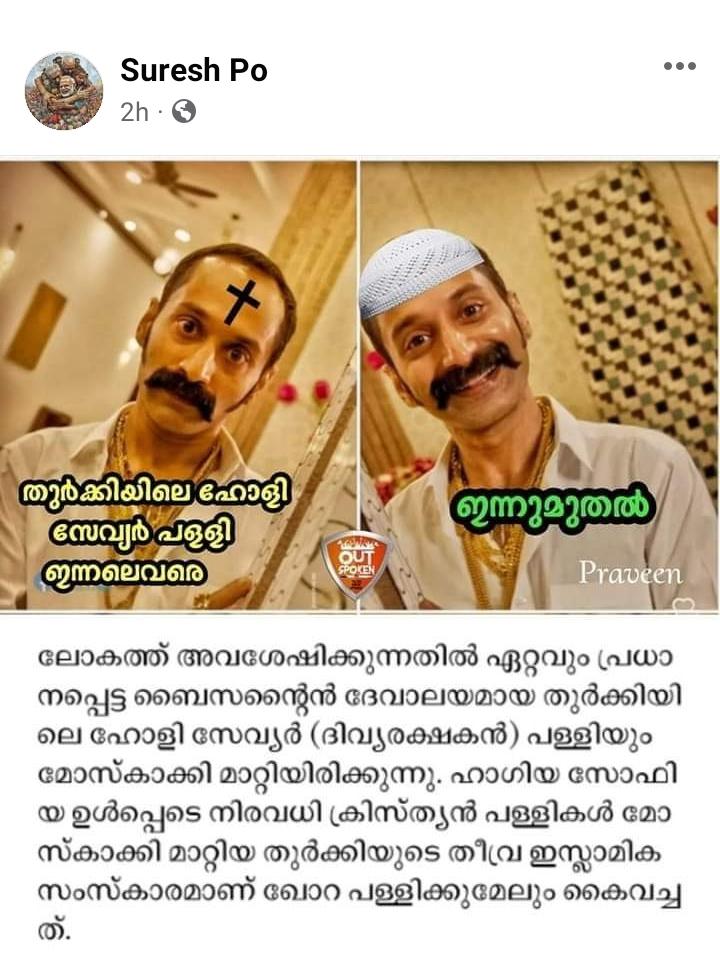 Suresh Po
2h
തുർക്കിയിലെ ഹോളി
സേവ്യർ പള്ളി
ഇന്നലെവരെ
ഇന്നുമുതൽ
OUT
SPOKEN
Praveen
ലോകത്ത് അവശേഷിക്കുന്നതിൽ ഏറ്റവും പ്രധാ
നപ്പെട്ട ബൈസന്റൈൻ ദേവാലയമായ തുർക്കിയി
ലെ ഹോളി സേവ്യർ (ദിവ്യരക്ഷകൻ) പള്ളിയും
മോസ്കാക്കി മാറ്റിയിരിക്കുന്നു. ഹാഗിയ സോഫി
യ ഉൾപ്പെടെ നിരവധി ക്രിസ്ത്യൻ പള്ളികൾ മോ
സ്കാക്കി മാറ്റിയ തുർക്കിയുടെ തീവ്ര ഇസ്ലാമിക
സംസ്കാരമാണ് ഖോറ പള്ളിക്കുമേലും കൈവച്ച
ത്.